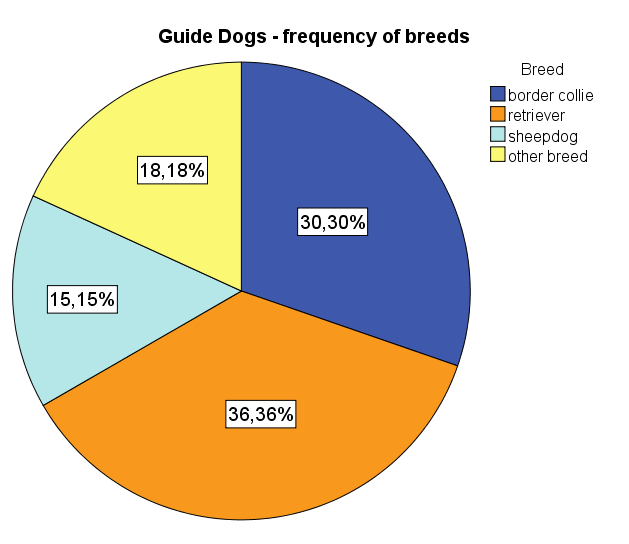 Guide Dogs - frequency of breeds
Breed
border collie
retriever
sheepdog
other breed
18,18%
30,30%
15,15%
36,36%